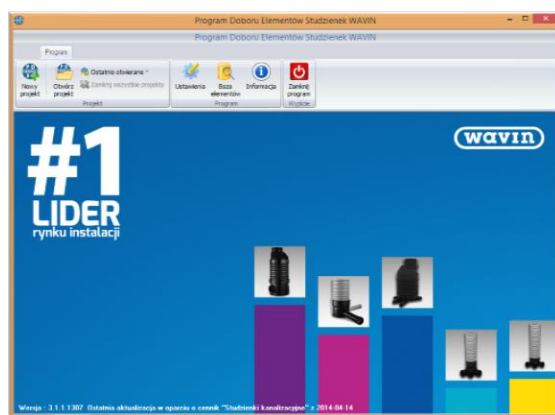 Program Doboru Elementów Studzienek WAVIN
Program Doboru Elementów Studzienek WAVIN
Program
Nowy projekt
Otwórz projekt
Ostatnio otwierane
Zamknij wszystkie projekty
Projekt
Ustawienia
Baza elementów
Informacja
Program
Zamknij program
Wyjście
wavin
#1
LIDER
rynku instalacji
Wersja : 3.1.1.1307 Ostatnia aktualizacja w oparciu o cennik "Studzienki kanalizacyjne" z 2014-04-14